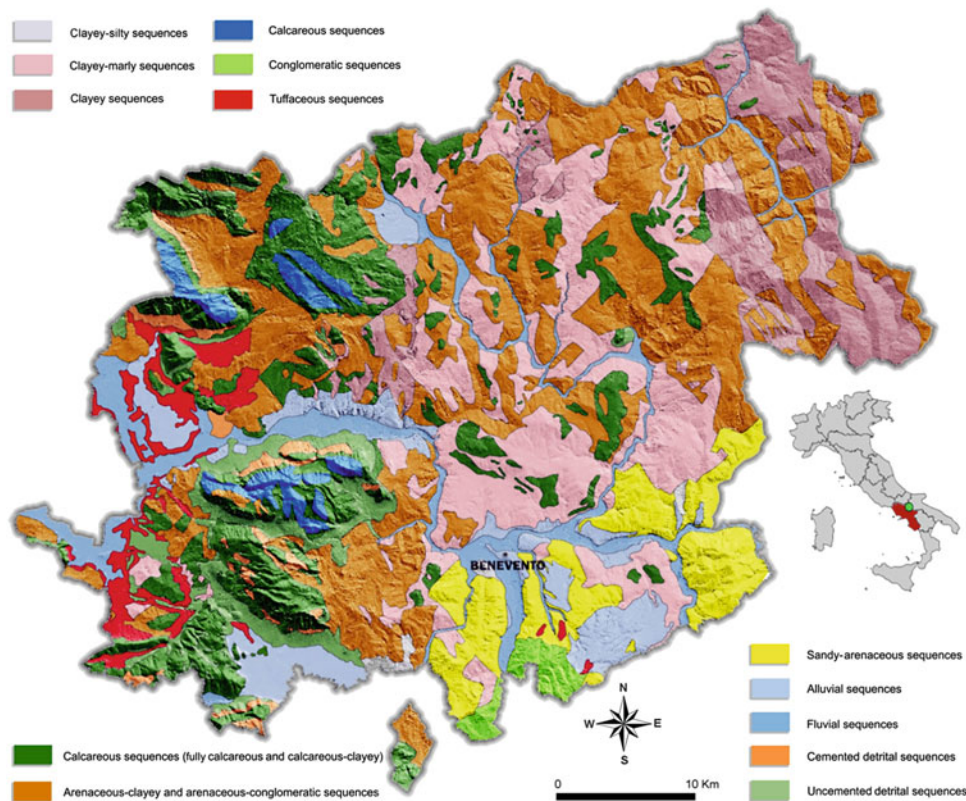 Clayey-silty sequences
Calcareous sequences
Clayey-marly sequences
Conglomeratic sequences
Clayey sequences
Tuffaceous sequences
BENEVENTO
N
W E
S
Sandy-arenaceous sequences
Alluvial sequences
Fluvial sequences
Cemented detrital sequences
Uncemented detrital sequences
Calcareous sequences (fully calcareous and calcareous-clayey)
Arenaceous-clayey and arenaceous-conglomeratic sequences
0 10 Km